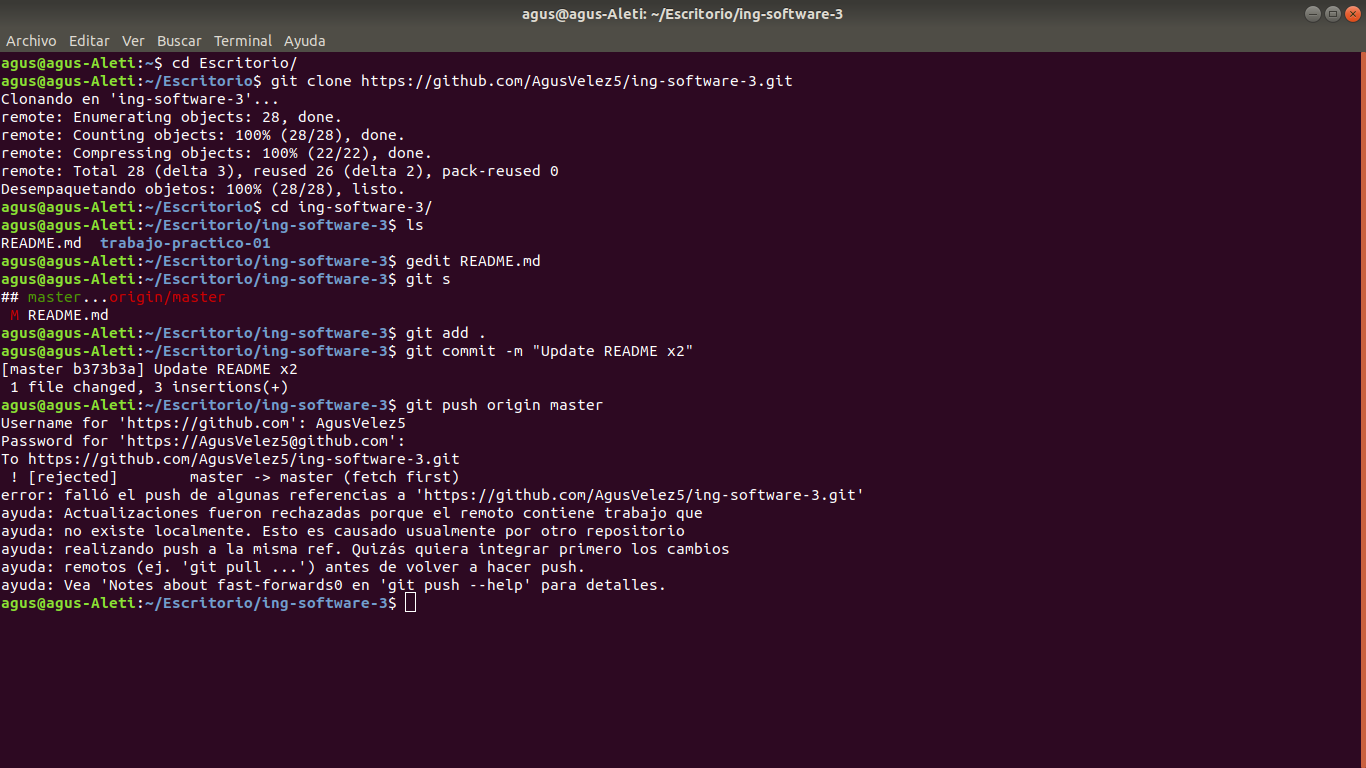 agus@agus-Aleti: ~/Escritorio/ing-software-3
Archivo Editar Ver Buscar Terminal Ayuda
agus@agus-Aleti:~$ cd Escritorio/
agus@agus-Aleti:~/Escritorio$ git clone https://github.com/AgusVelez5/ing-software-3.git
Clonando en 'ing-software-3'...
remote: Enumerating objects: 28, done.
remote: Counting objects: 100% (28/28), done.
remote: Compressing objects: 100% (22/22), done.
remote: Total 28 (delta 3), reused 26 (delta 2), pack-reused 0
Desempaquetando objetos: 100% (28/28), listo.
agus@agus-Aleti:~/Escritorio$ cd ing-software-3/
agus@agus-Aleti:~/Escritorio/ing-software-3$ ls
README.md  trabajo-practico-01
agus@agus-Aleti:~/Escritorio/ing-software-3$ gedit README.md
agus@agus-Aleti:~/Escritorio/ing-software-3$ git s
## master...origin/master
 M README.md
agus@agus-Aleti:~/Escritorio/ing-software-3$ git add .
agus@agus-Aleti:~/Escritorio/ing-software-3$ git commit -m "Update README x2"
[master b373b3a] Update README x2
 1 file changed, 3 insertions(+)
agus@agus-Aleti:~/Escritorio/ing-software-3$ git push origin master
Username for 'https://github.com': AgusVelez5
Password for 'https://AgusVelez5@github.com':
To https://github.com/AgusVelez5/ing-software-3.git
 ! [rejected]        master -> master (fetch first)
error: falló el push de algunas referencias a 'https://github.com/AgusVelez5/ing-software-3.git'
ayuda: Actualizaciones fueron rechazadas porque el remoto contiene trabajo que
ayuda: no existe localmente. Esto es causado usualmente por otro repositorio
ayuda: realizando push a la misma ref. Quizás quiera integrar primero los cambios
ayuda: remotos (ej. 'git pull ...') antes de volver a hacer push.
ayuda: Vea 'Notes about fast-forwards0 en 'git push --help' para detalles.
agus@agus-Aleti:~/Escritorio/ing-software-3$